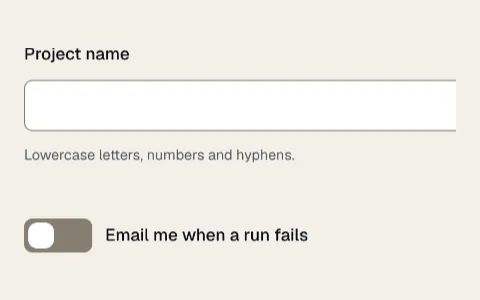 Project name
Lowercase letters, numbers and hyphens.
Email me when a run fails